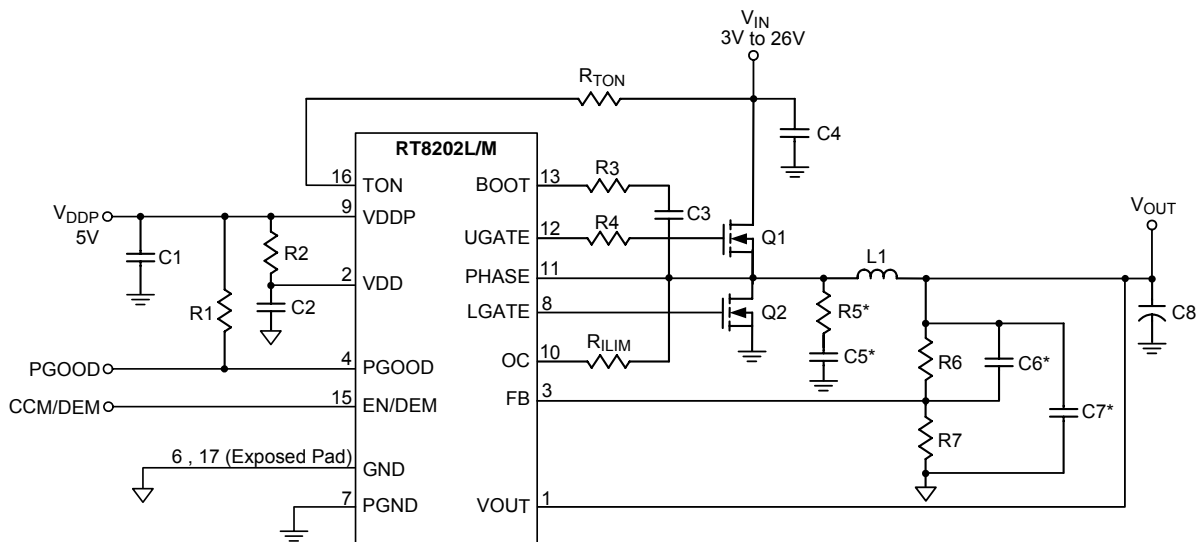 V_IN
3V to 26V
R_TON
C4
RT8202L/M
16 TON
BOOT 13
R3
C3
V_DDP
5V
9 VDDP
C1
R2
UGATE 12
R4
Q1
V_OUT
L1
2 VDD
C2
PHASE 11
R1
LGATE 8
Q2
R5*
C8
R_ILIM
OC 10
C5*
R6
C6*
PGOOD
4 PGOOD
FB 3
CCM/DEM
15 EN/DEM
C7*
R7
6 , 17 (Exposed Pad)
GND
7 PGND
VOUT 1